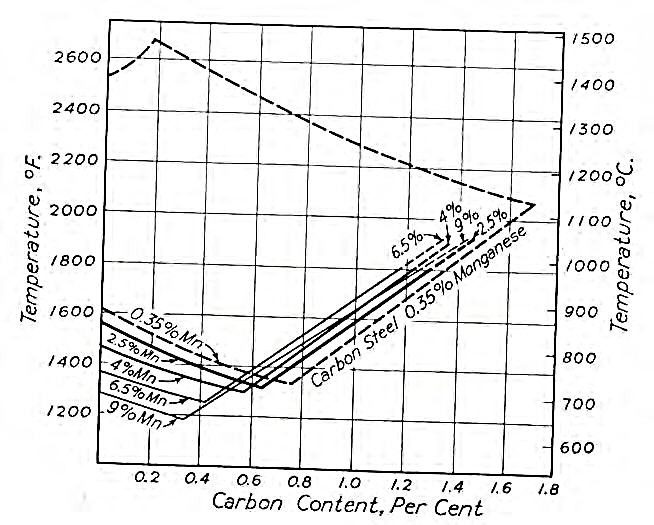 2600
2400
2200
2000
1800
1600
1400
1200
Temperature, °F.
1500
1400
1300
1200
1100
1000
900
800
700
600
Temperature, °C.
6.5%
4%
9%
2.5%
Carbon Steel 0.35% Manganese
0.35% Mn
2.5% Mn
4% Mn
6.5% Mn
9% Mn
0.2 0.4 0.6 0.8 1.0 1.2 1.4 1.6 1.8
Carbon Content, Per Cent